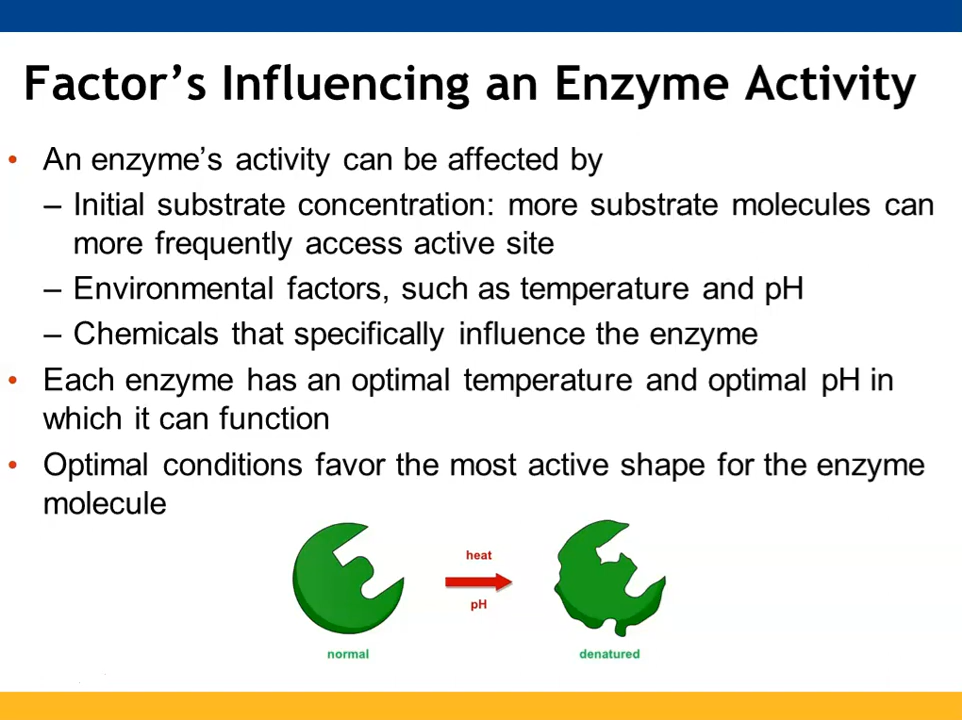 Factor’s Influencing an Enzyme Activity
• An enzyme’s activity can be affected by
– Initial substrate concentration: more substrate molecules can
more frequently access active site
– Environmental factors, such as temperature and pH
– Chemicals that specifically influence the enzyme
• Each enzyme has an optimal temperature and optimal pH in
which it can function
• Optimal conditions favor the most active shape for the enzyme
molecule
heat
pH
normal
denatured